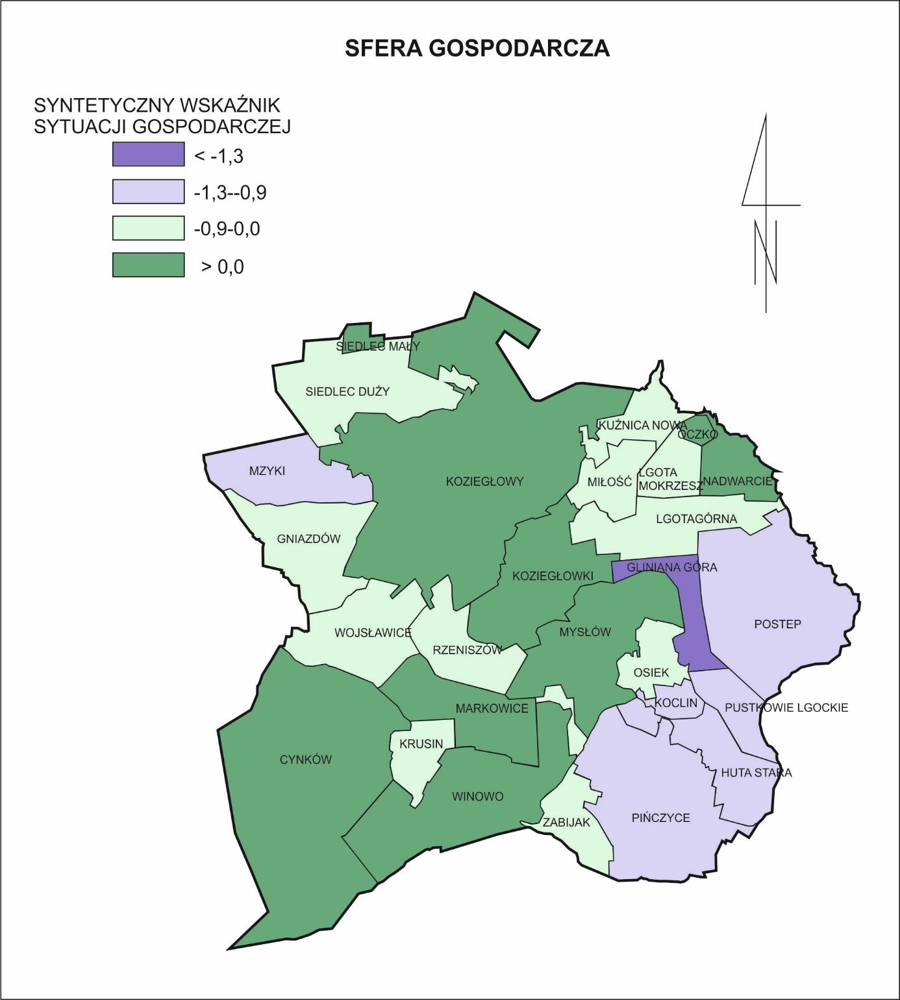 SFERA GOSPODARCZA
SYNTETYCZNY WSKAŹNIK
SYTUACJI GOSPODARCZEJ
< -1,3
-1,3--0,9
-0,9-0,0
> 0,0
N
SIEDLEC MAŁY
SIEDLEC DUŻY
KUŹNICA NOWA
OCZKO
MZYKI
KOZIEGŁOWY
MIŁOŚĆ
LGOTA
MOKRZESZ
NADWARCIE
LGOTAGÓRNA
GNIAZDÓW
GLINIANA GÓRA
KOZIEGŁOWKI
POSTEP
WOJSŁAWICE
MYSŁÓW
RZENISZÓW
OSIEK
KOCLIN
MARKOWICE
PUSTKOWIE LGOCKIE
KRUSIN
CYNKÓW
HUTA STARA
WINOWO
PIŃCZYCE
ZABIJAK